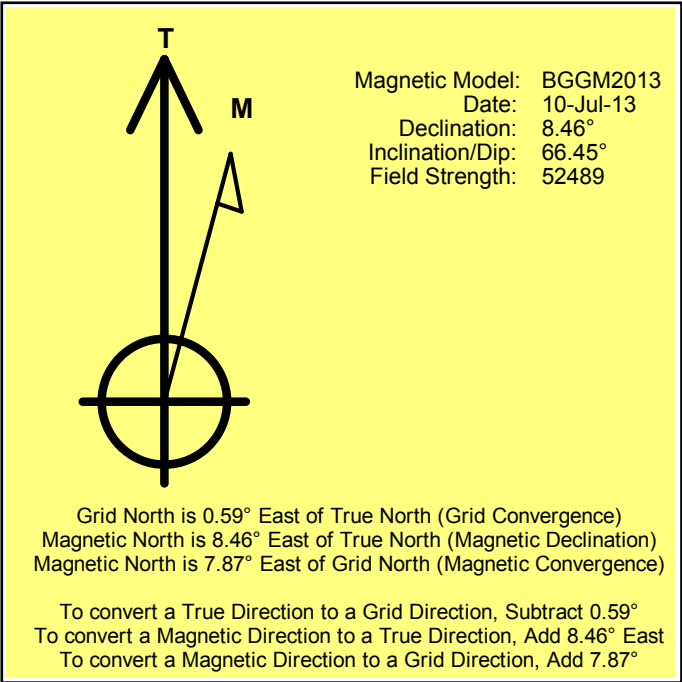 T
M
Magnetic Model: BGGM2013
Date: 10-Jul-13
Declination: 8.46°
Inclination/Dip: 66.45°
Field Strength: 52489
Grid North is 0.59° East of True North (Grid Convergence)
Magnetic North is 8.46° East of True North (Magnetic Declination)
Magnetic North is 7.87° East of Grid North (Magnetic Convergence)
To convert a True Direction to a Grid Direction, Subtract 0.59°
To convert a Magnetic Direction to a True Direction, Add 8.46° East
To convert a Magnetic Direction to a Grid Direction, Add 7.87°